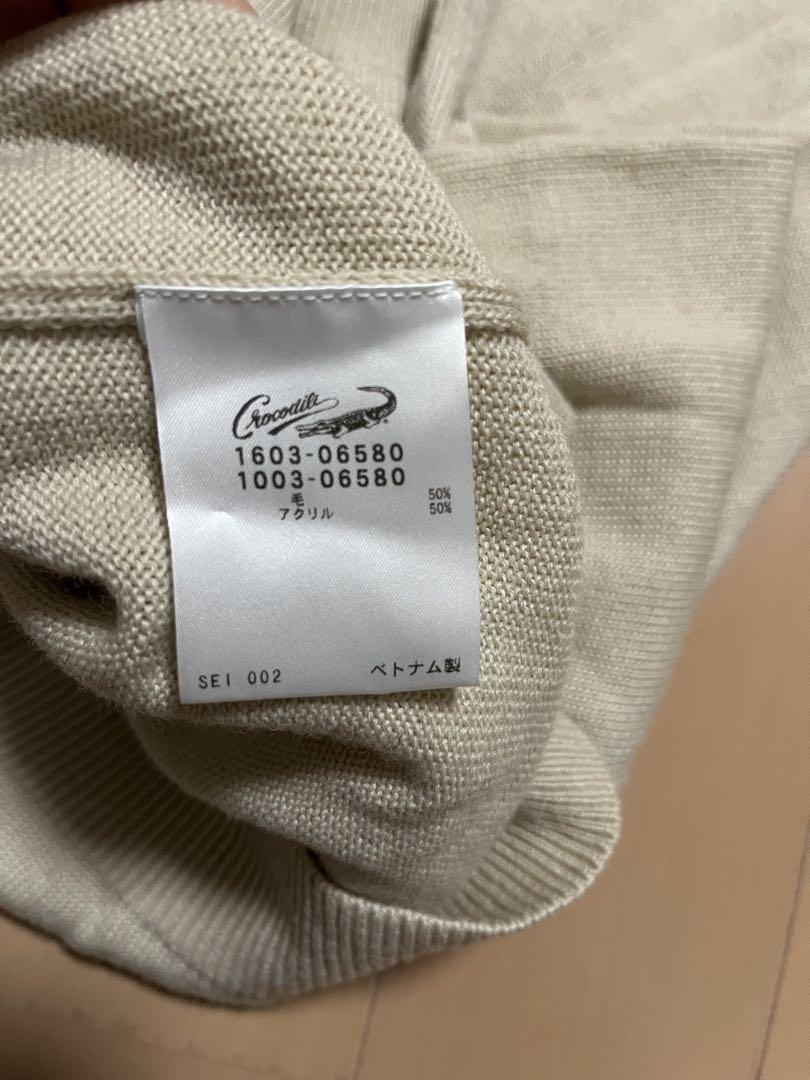 Crocodile
1603-06580
1003-06580
毛 50%
アクリル 50%
SEI 002 ベトナム製